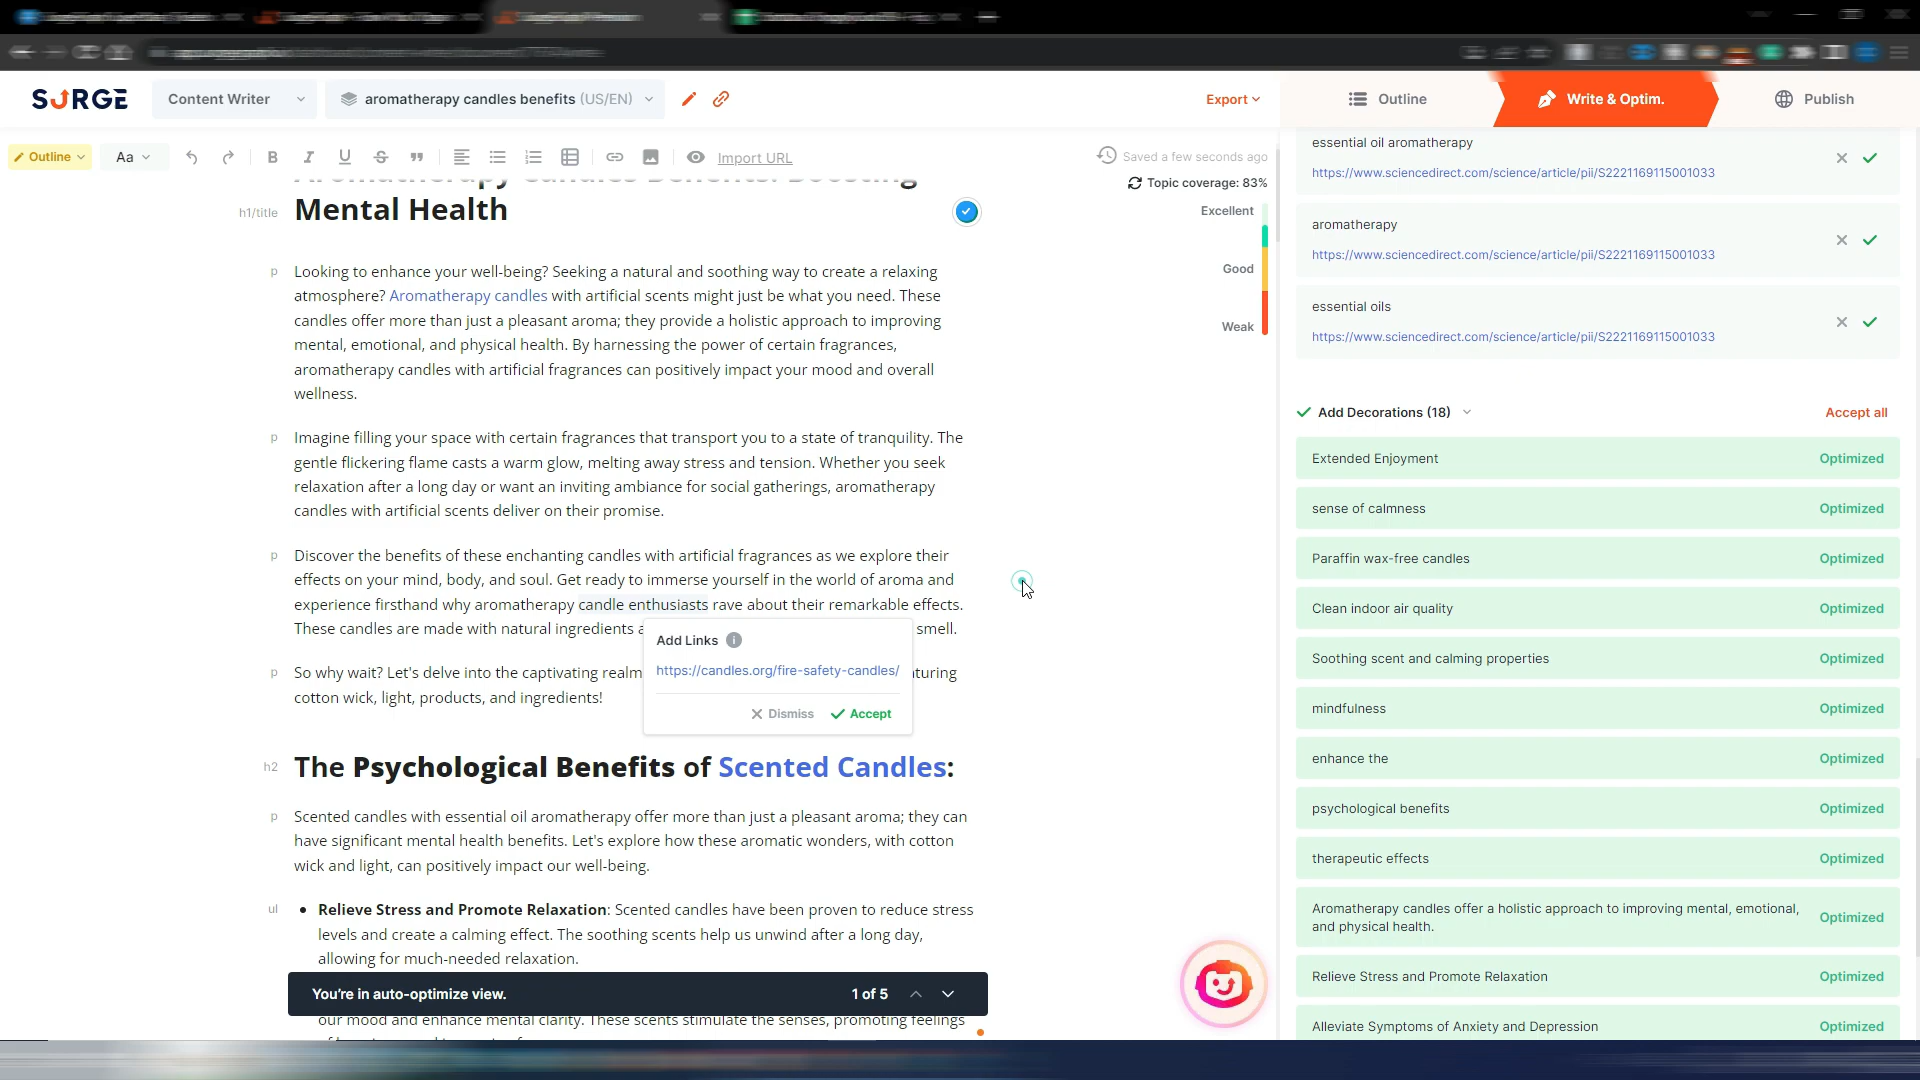 SURGE
Content Writer
aromatherapy candles benefits (US/EN)
Export
Outline
Write & Optim.
Publish
Outline
Aa
B
I
U
S
Import URL
Saved a few seconds ago
Topic coverage: 83%
Excellent
Good
Weak
Aromatherapy Candles Benefits: Boosting
h1/title
Mental Health
p
Looking to enhance your well-being? Seeking a natural and soothing way to create a relaxing
atmosphere? Aromatherapy candles with artificial scents might just be what you need. These
candles offer more than just a pleasant aroma; they provide a holistic approach to improving
mental, emotional, and physical health. By harnessing the power of certain fragrances,
aromatherapy candles with artificial fragrances can positively impact your mood and overall
wellness.
p
Imagine filling your space with certain fragrances that transport you to a state of tranquility. The
gentle flickering flame casts a warm glow, melting away stress and tension. Whether you seek
relaxation after a long day or want an inviting ambiance for social gatherings, aromatherapy
candles with artificial scents deliver on their promise.
p
Discover the benefits of these enchanting candles with artificial fragrances as we explore their
effects on your mind, body, and soul. Get ready to immerse yourself in the world of aroma and
experience firsthand why aromatherapy candle enthusiasts rave about their remarkable effects.
These candles are made with natural ingredients a smell.
p
So why wait? Let's delve into the captivating realm turing
cotton wick, light, products, and ingredients!
Add Links
https://candles.org/fire-safety-candles/
Dismiss
Accept
h2
The Psychological Benefits of Scented Candles:
p
Scented candles with essential oil aromatherapy offer more than just a pleasant aroma; they can
have significant mental health benefits. Let's explore how these aromatic wonders, with cotton
wick and light, can positively impact our well-being.
ul
• Relieve Stress and Promote Relaxation: Scented candles have been proven to reduce stress
levels and create a calming effect. The soothing scents help us unwind after a long day,
allowing for much-needed relaxation.
You're in auto-optimize view.
1 of 5
our mood and enhance mental clarity. These scents stimulate the senses, promoting feelings
essential oil aromatherapy
https://www.sciencedirect.com/science/article/pii/S2221169115001033
aromatherapy
https://www.sciencedirect.com/science/article/pii/S2221169115001033
essential oils
https://www.sciencedirect.com/science/article/pii/S2221169115001033
Add Decorations (18)
Accept all
Extended Enjoyment
Optimized
sense of calmness
Optimized
Paraffin wax-free candles
Optimized
Clean indoor air quality
Optimized
Soothing scent and calming properties
Optimized
mindfulness
Optimized
enhance the
Optimized
psychological benefits
Optimized
therapeutic effects
Optimized
Aromatherapy candles offer a holistic approach to improving mental, emotional,
and physical health.
Optimized
Relieve Stress and Promote Relaxation
Optimized
Alleviate Symptoms of Anxiety and Depression
Optimized